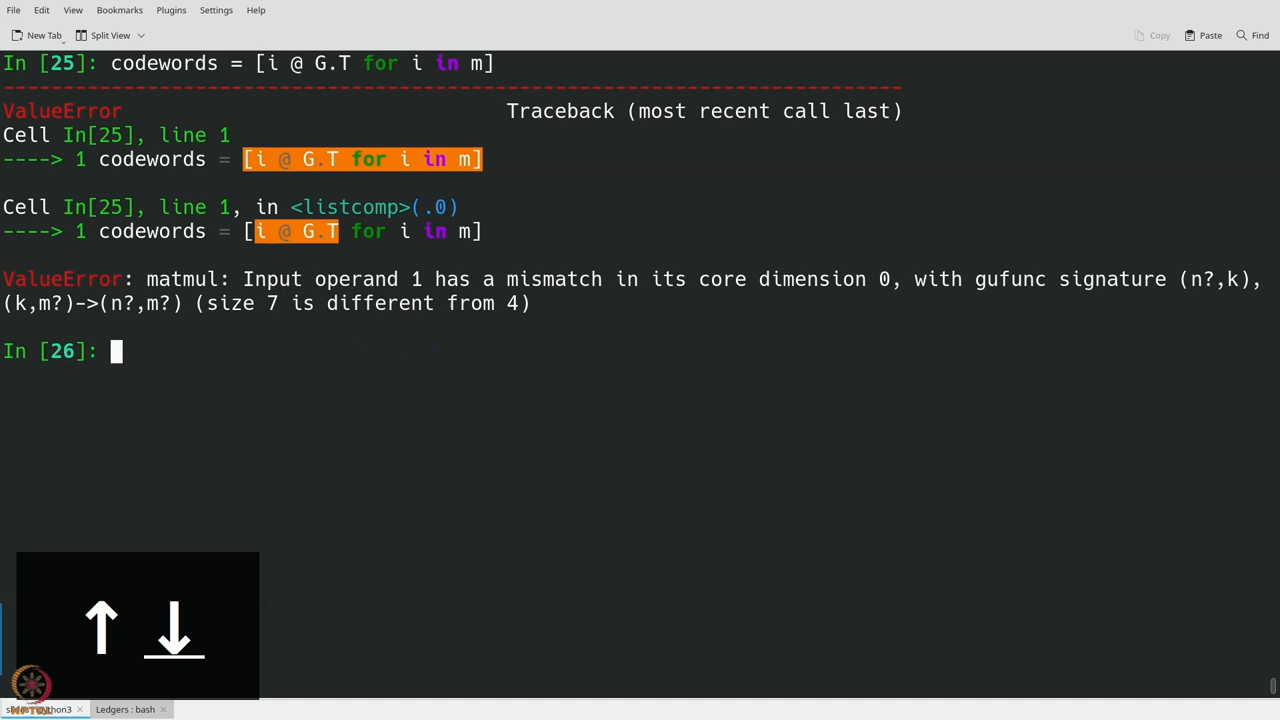 File Edit View Bookmarks Plugins Settings Help
New Tab Split View Copy Paste Find
In [25]: codewords = [i @ G.T for i in m]
---------------------------------------------------------------------------
ValueError Traceback (most recent call last)
Cell In[25], line 1
----> 1 codewords = [i @ G.T for i in m]
Cell In[25], line 1, in <listcomp>(.0)
----> 1 codewords = [i @ G.T for i in m]
ValueError: matmul: Input operand 1 has a mismatch in its core dimension 0, with gufunc signature (n?,k),
(k,m?)->(n?,m?) (size 7 is different from 4)
In [26]:
↑ ↓
NPTEL
Ledgers : bash